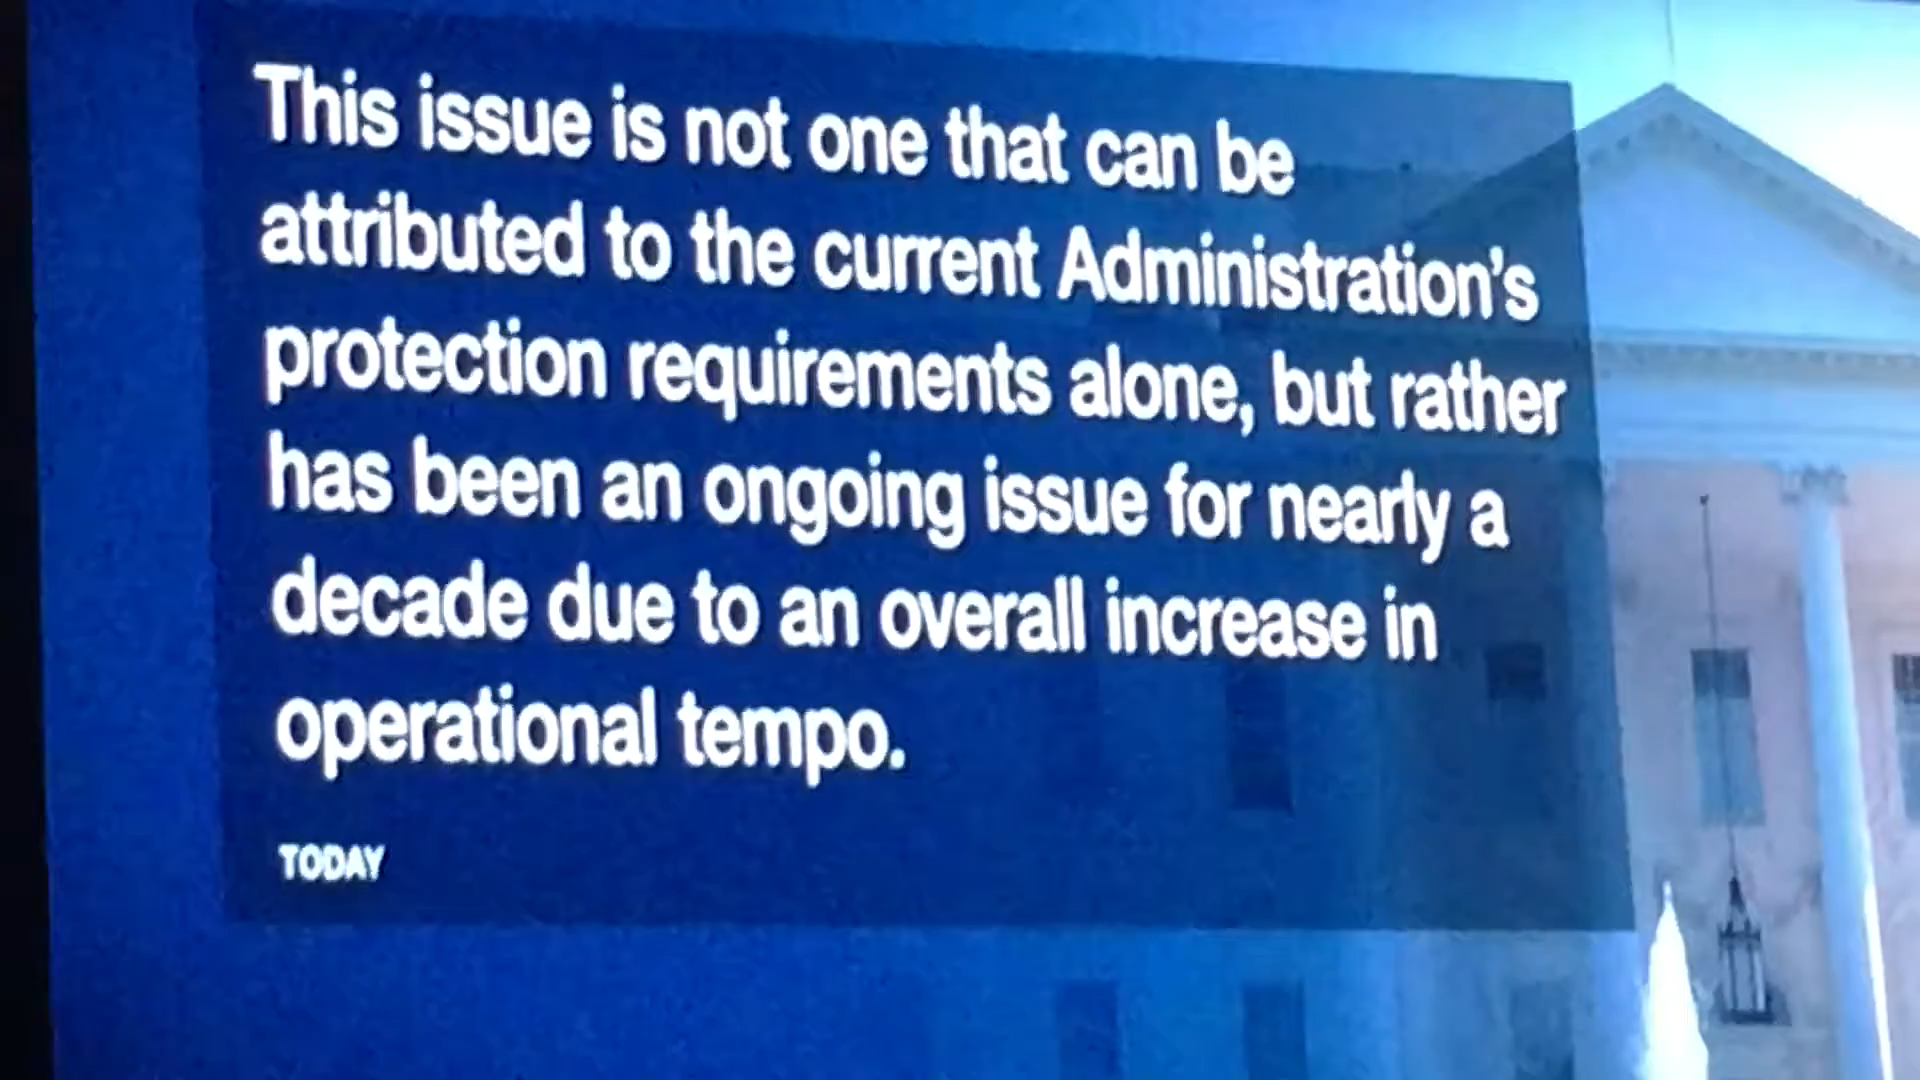 This issue is not one that can be
attributed to the current Administration's
protection requirements alone, but rather
has been an ongoing issue for nearly a
decade due to an overall increase in
operational tempo.
TODAY